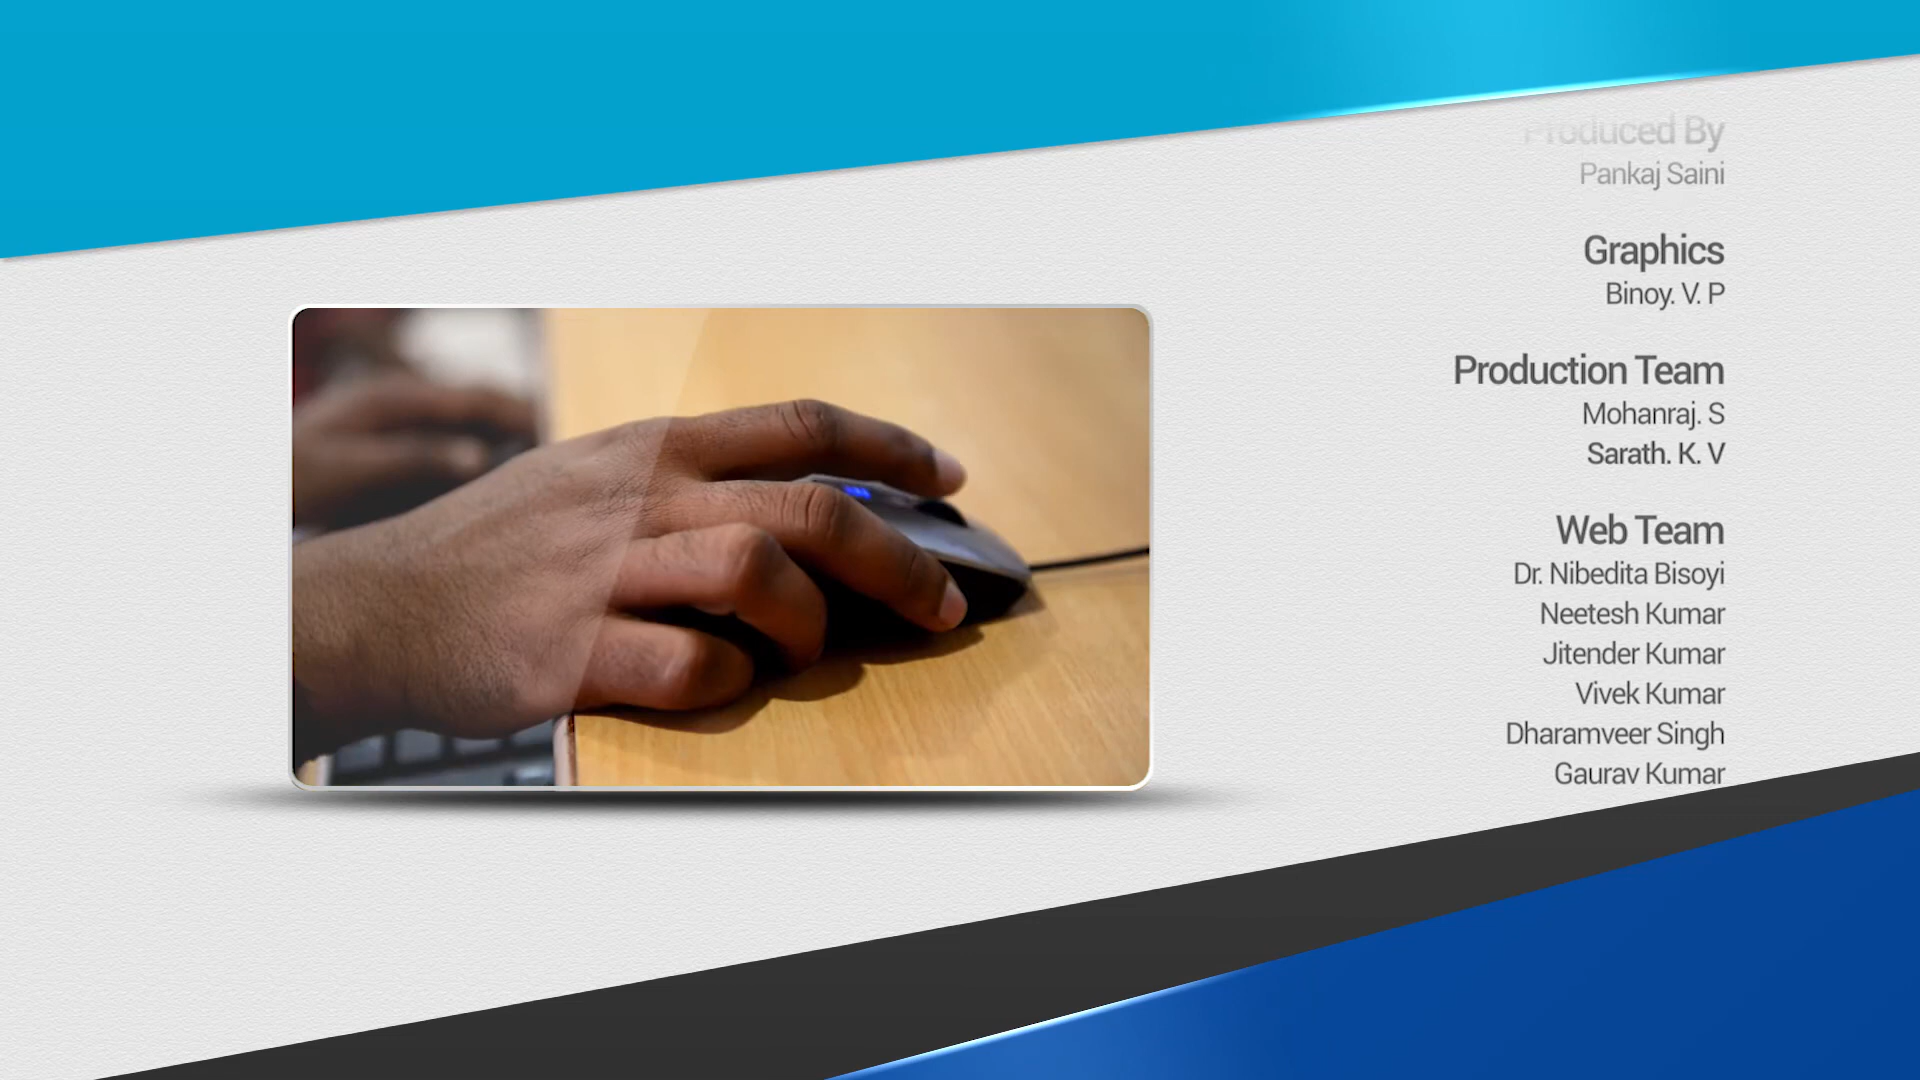 Produced By
Pankaj Saini
Graphics
Binoy. V. P
Production Team
Mohanraj. S
Sarath. K. V
Web Team
Dr. Nibedita Bisoyi
Neetesh Kumar
Jitender Kumar
Vivek Kumar
Dharamveer Singh
Gaurav Kumar